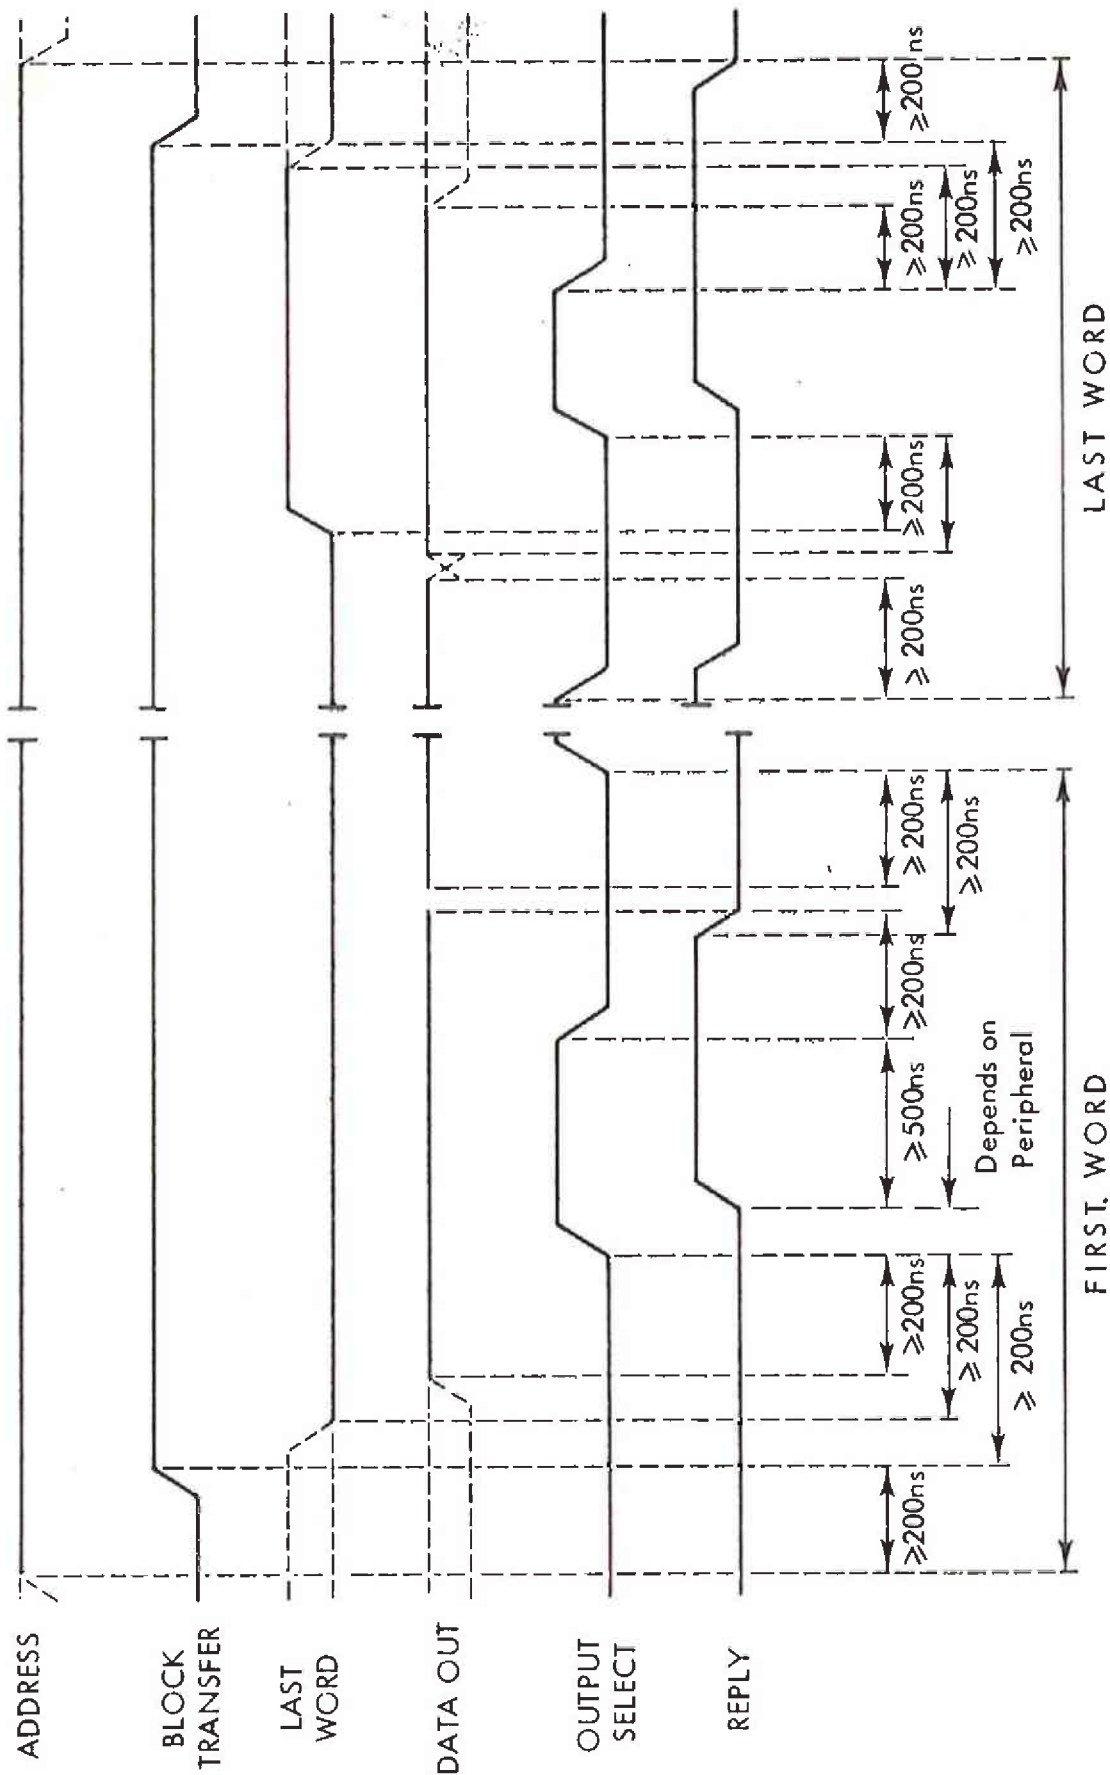 ADDRESS
BLOCK
TRANSFER
LAST
WORD
DATA OUT
OUTPUT
SELECT
REPLY
⩾200ns
⩾200ns
⩾200ns
⩾200ns
⩾500ns
⩾200ns
⩾200ns
⩾200ns
Depends on
Peripheral
FIRST. WORD
⩾200ns
⩾200ns
⩾200ns
⩾200ns
⩾200ns
⩾200ns
LAST WORD